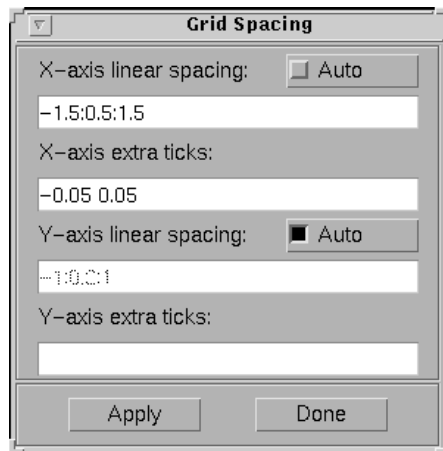 Grid Spacing
X-axis linear spacing: Auto
-1.5:0.5:1.5
X-axis extra ticks:
-0.05 0.05
Y-axis linear spacing: Auto
-1:0.2:1
Y-axis extra ticks:
Apply Done